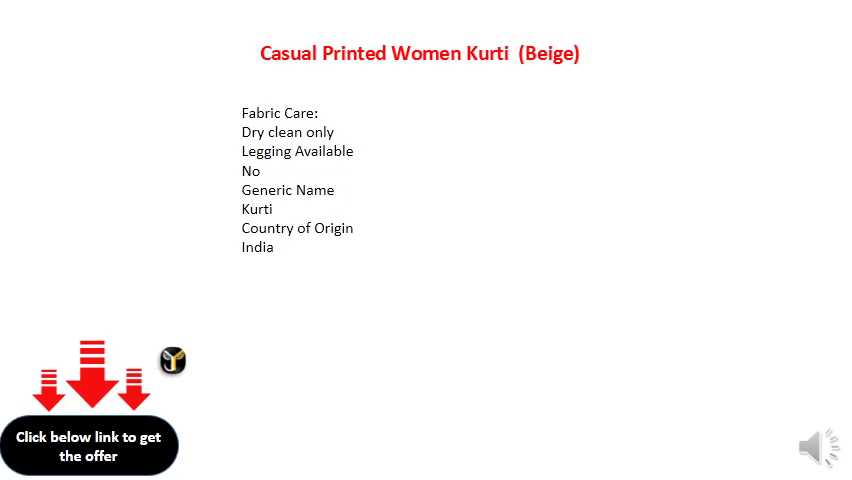 Casual Printed Women Kurti (Beige)
Fabric Care:
Dry clean only
Legging Available
No
Generic Name
Kurti
Country of Origin
India
Click below link to get
the offer